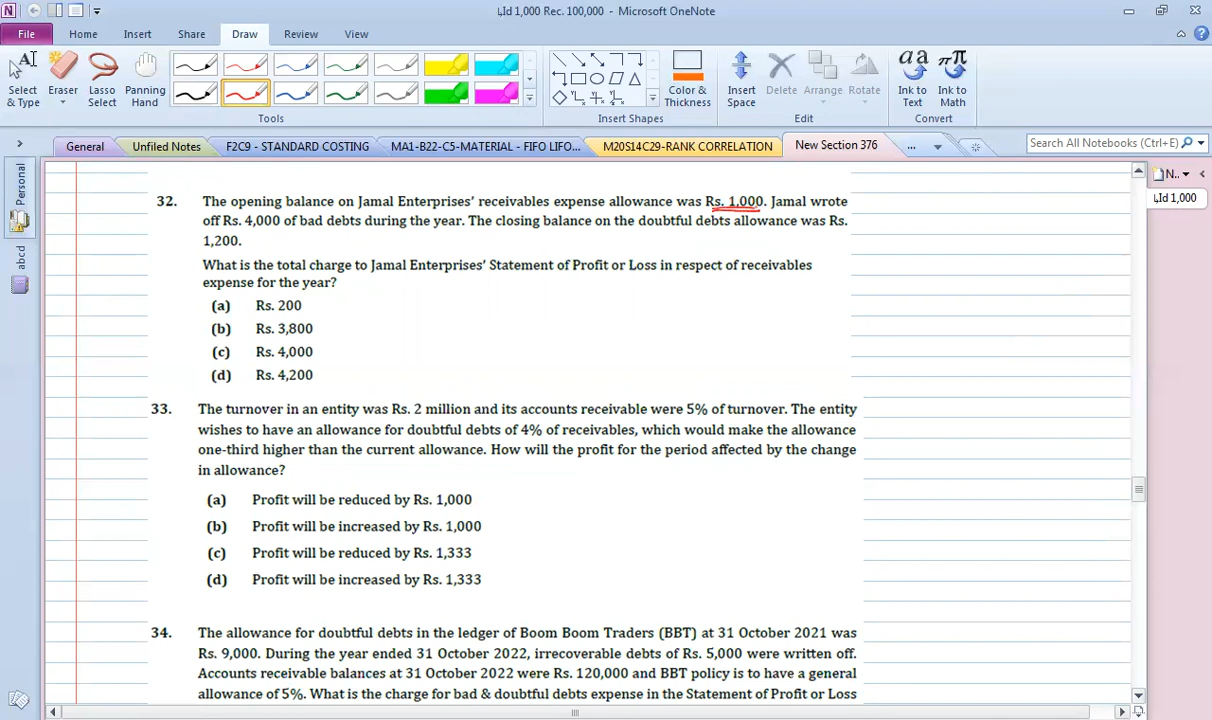 لJd 1,000 Rec. 100,000 - Microsoft OneNote
File Home Insert Share Draw Review View
Select & Type
Eraser
Lasso Select
Panning Hand
Color & Thickness
Insert Space
Delete
Arrange
Rotate
Ink to Text
Ink to Math
Tools
Insert Shapes
Edit
Convert
General Unfiled Notes F2C9 - STANDARD COSTING MA1-B22-C5-MATERIAL - FIFO LIFO... M20S14C29-RANK CORRELATION New Section 376 ... Search All Notebooks (Ctrl+E)
Personal
abcd
N..
لJd 1,000
32. The opening balance on Jamal Enterprises' receivables expense allowance was Rs. 1,000. Jamal wrote
off Rs. 4,000 of bad debts during the year. The closing balance on the doubtful debts allowance was Rs.
1,200.
What is the total charge to Jamal Enterprises' Statement of Profit or Loss in respect of receivables
expense for the year?
(a) Rs. 200
(b) Rs. 3,800
(c) Rs. 4,000
(d) Rs. 4,200
33. The turnover in an entity was Rs. 2 million and its accounts receivable were 5% of turnover. The entity
wishes to have an allowance for doubtful debts of 4% of receivables, which would make the allowance
one-third higher than the current allowance. How will the profit for the period affected by the change
in allowance?
(a) Profit will be reduced by Rs. 1,000
(b) Profit will be increased by Rs. 1,000
(c) Profit will be reduced by Rs. 1,333
(d) Profit will be increased by Rs. 1,333
34. The allowance for doubtful debts in the ledger of Boom Boom Traders (BBT) at 31 October 2021 was
Rs. 9,000. During the year ended 31 October 2022, irrecoverable debts of Rs. 5,000 were written off.
Accounts receivable balances at 31 October 2022 were Rs. 120,000 and BBT policy is to have a general
allowance of 5%. What is the charge for bad & doubtful debts expense in the Statement of Profit or Loss